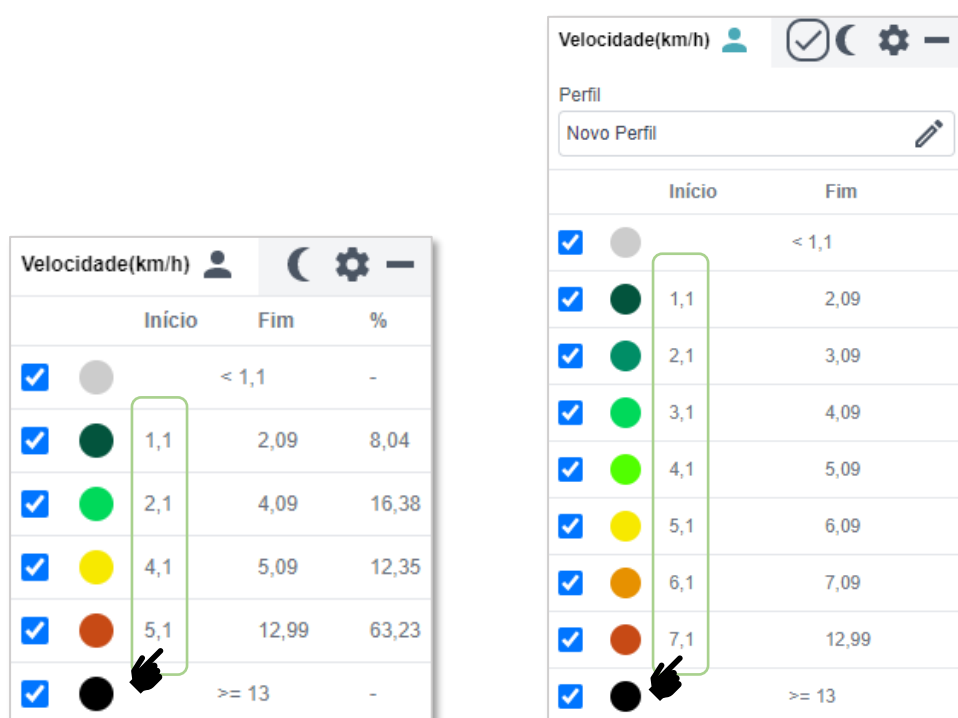 Velocidade(km/h)
Início Fim %
< 1,1 -
1,1 2,09 8,04
2,1 4,09 16,38
4,1 5,09 12,35
5,1 12,99 63,23
>= 13 -
Velocidade(km/h)
Perfil
Novo Perfil
Início Fim
< 1,1
1,1 2,09
2,1 3,09
3,1 4,09
4,1 5,09
5,1 6,09
6,1 7,09
7,1 12,99
>= 13